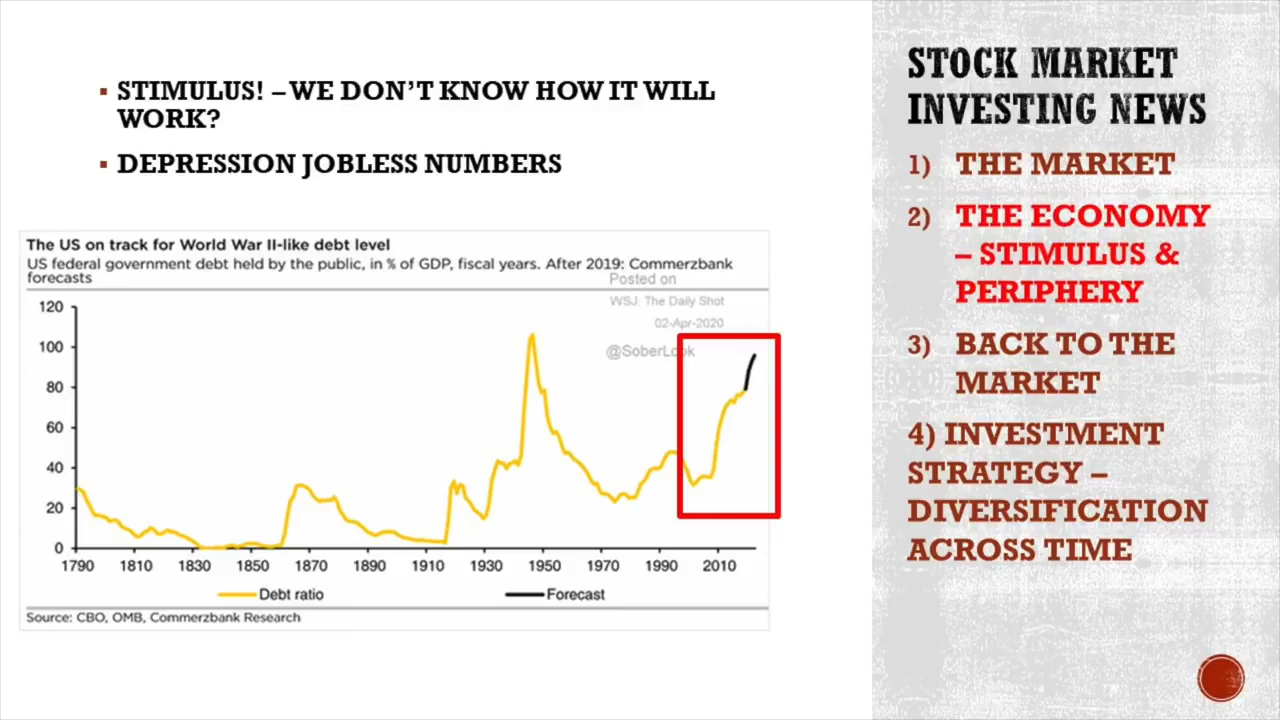 ▪ STIMULUS! – WE DON'T KNOW HOW IT WILL
WORK?
▪ DEPRESSION JOBLESS NUMBERS
The US on track for World War II-like debt level
US federal government debt held by the public, in % of GDP, fiscal years. After 2019: Commerzbank
forecasts
Posted on
WSJ: The Daily Shot
02-Apr-2020
@SoberLook
120
100
80
60
40
20
0
1790 1810 1830 1850 1870 1890 1910 1930 1950 1970 1990 2010
Debt ratio Forecast
Source: CBO, OMB, Commerzbank Research
STOCK MARKET
INVESTING NEWS
1) THE MARKET
2) THE ECONOMY
– STIMULUS &
PERIPHERY
3) BACK TO THE
MARKET
4) INVESTMENT
STRATEGY –
DIVERSIFICATION
ACROSS TIME